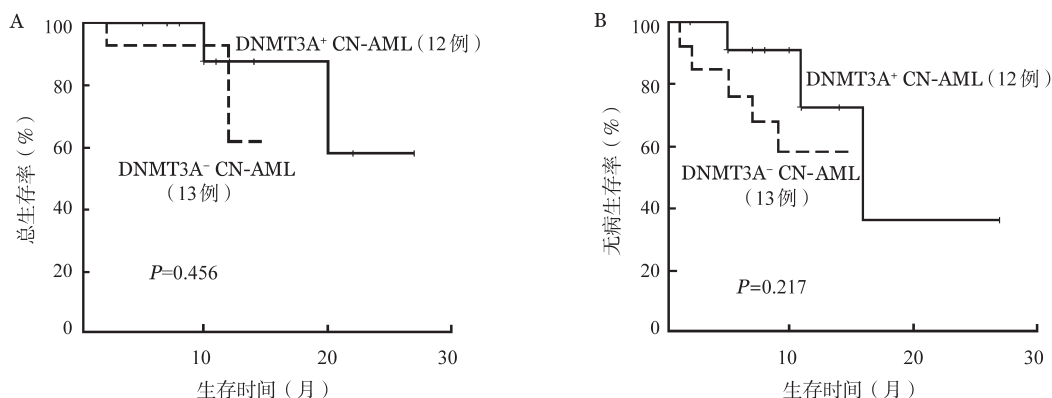 A
总生存率（%）
100
80
60
40
20
0
DNMT3A⁺ CN-AML（12例）
DNMT3A⁻ CN-AML
（13例）
P=0.456
10 20 30
生存时间（月）
B
无病生存率（%）
100
80
60
40
20
0
DNMT3A⁺ CN-AML（12例）
DNMT3A⁻ CN-AML
（13例）
P=0.217
10 20 30
生存时间（月）